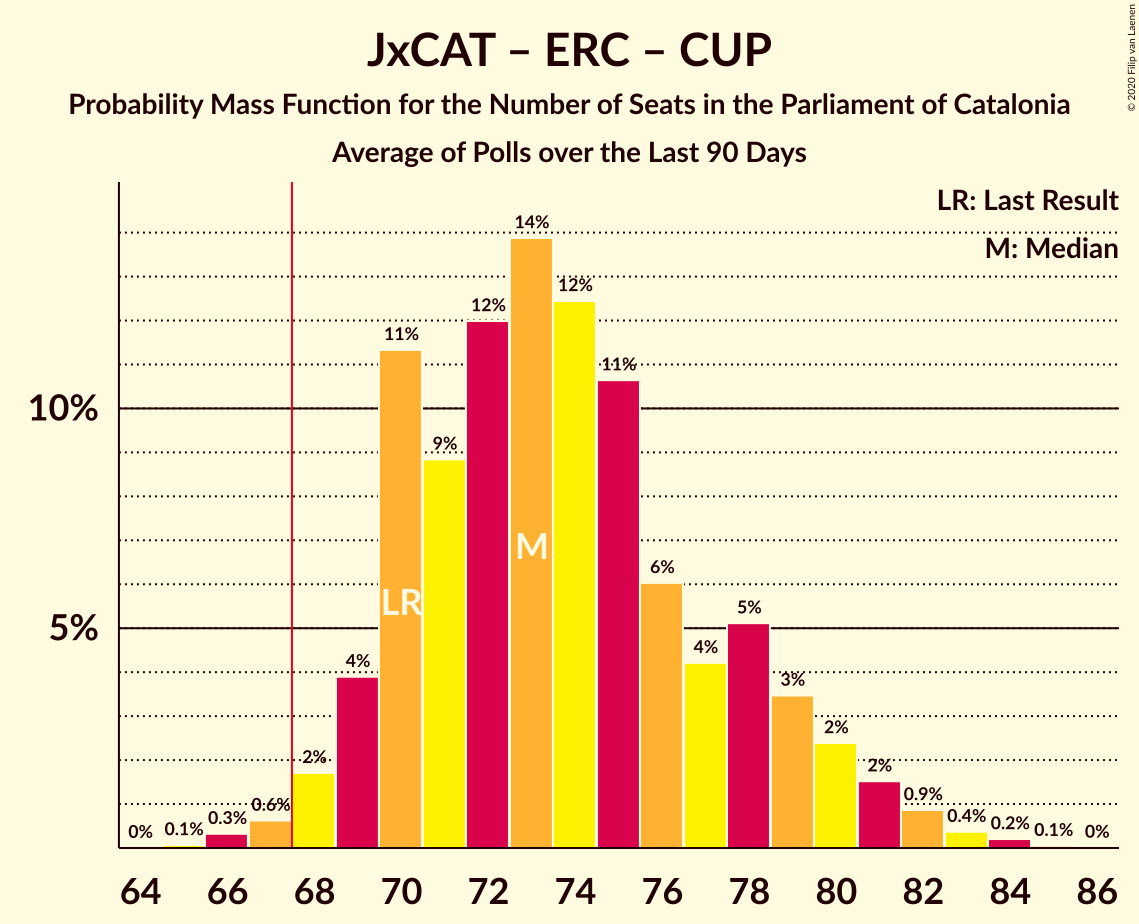 JxCAT – ERC – CUP
Probability Mass Function for the Number of Seats in the Parliament of Catalonia
Average of Polls over the Last 90 Days
© 2020 Filip van Laenen
LR: Last Result
M: Median
10%
5%
0%
0.1%
0.3%
0.6%
2%
4%
11%
9%
12%
14%
12%
11%
6%
4%
5%
3%
2%
2%
0.9%
0.4%
0.2%
0.1%
0%
LR
M
64 66 68 70 72 74 76 78 80 82 84 86